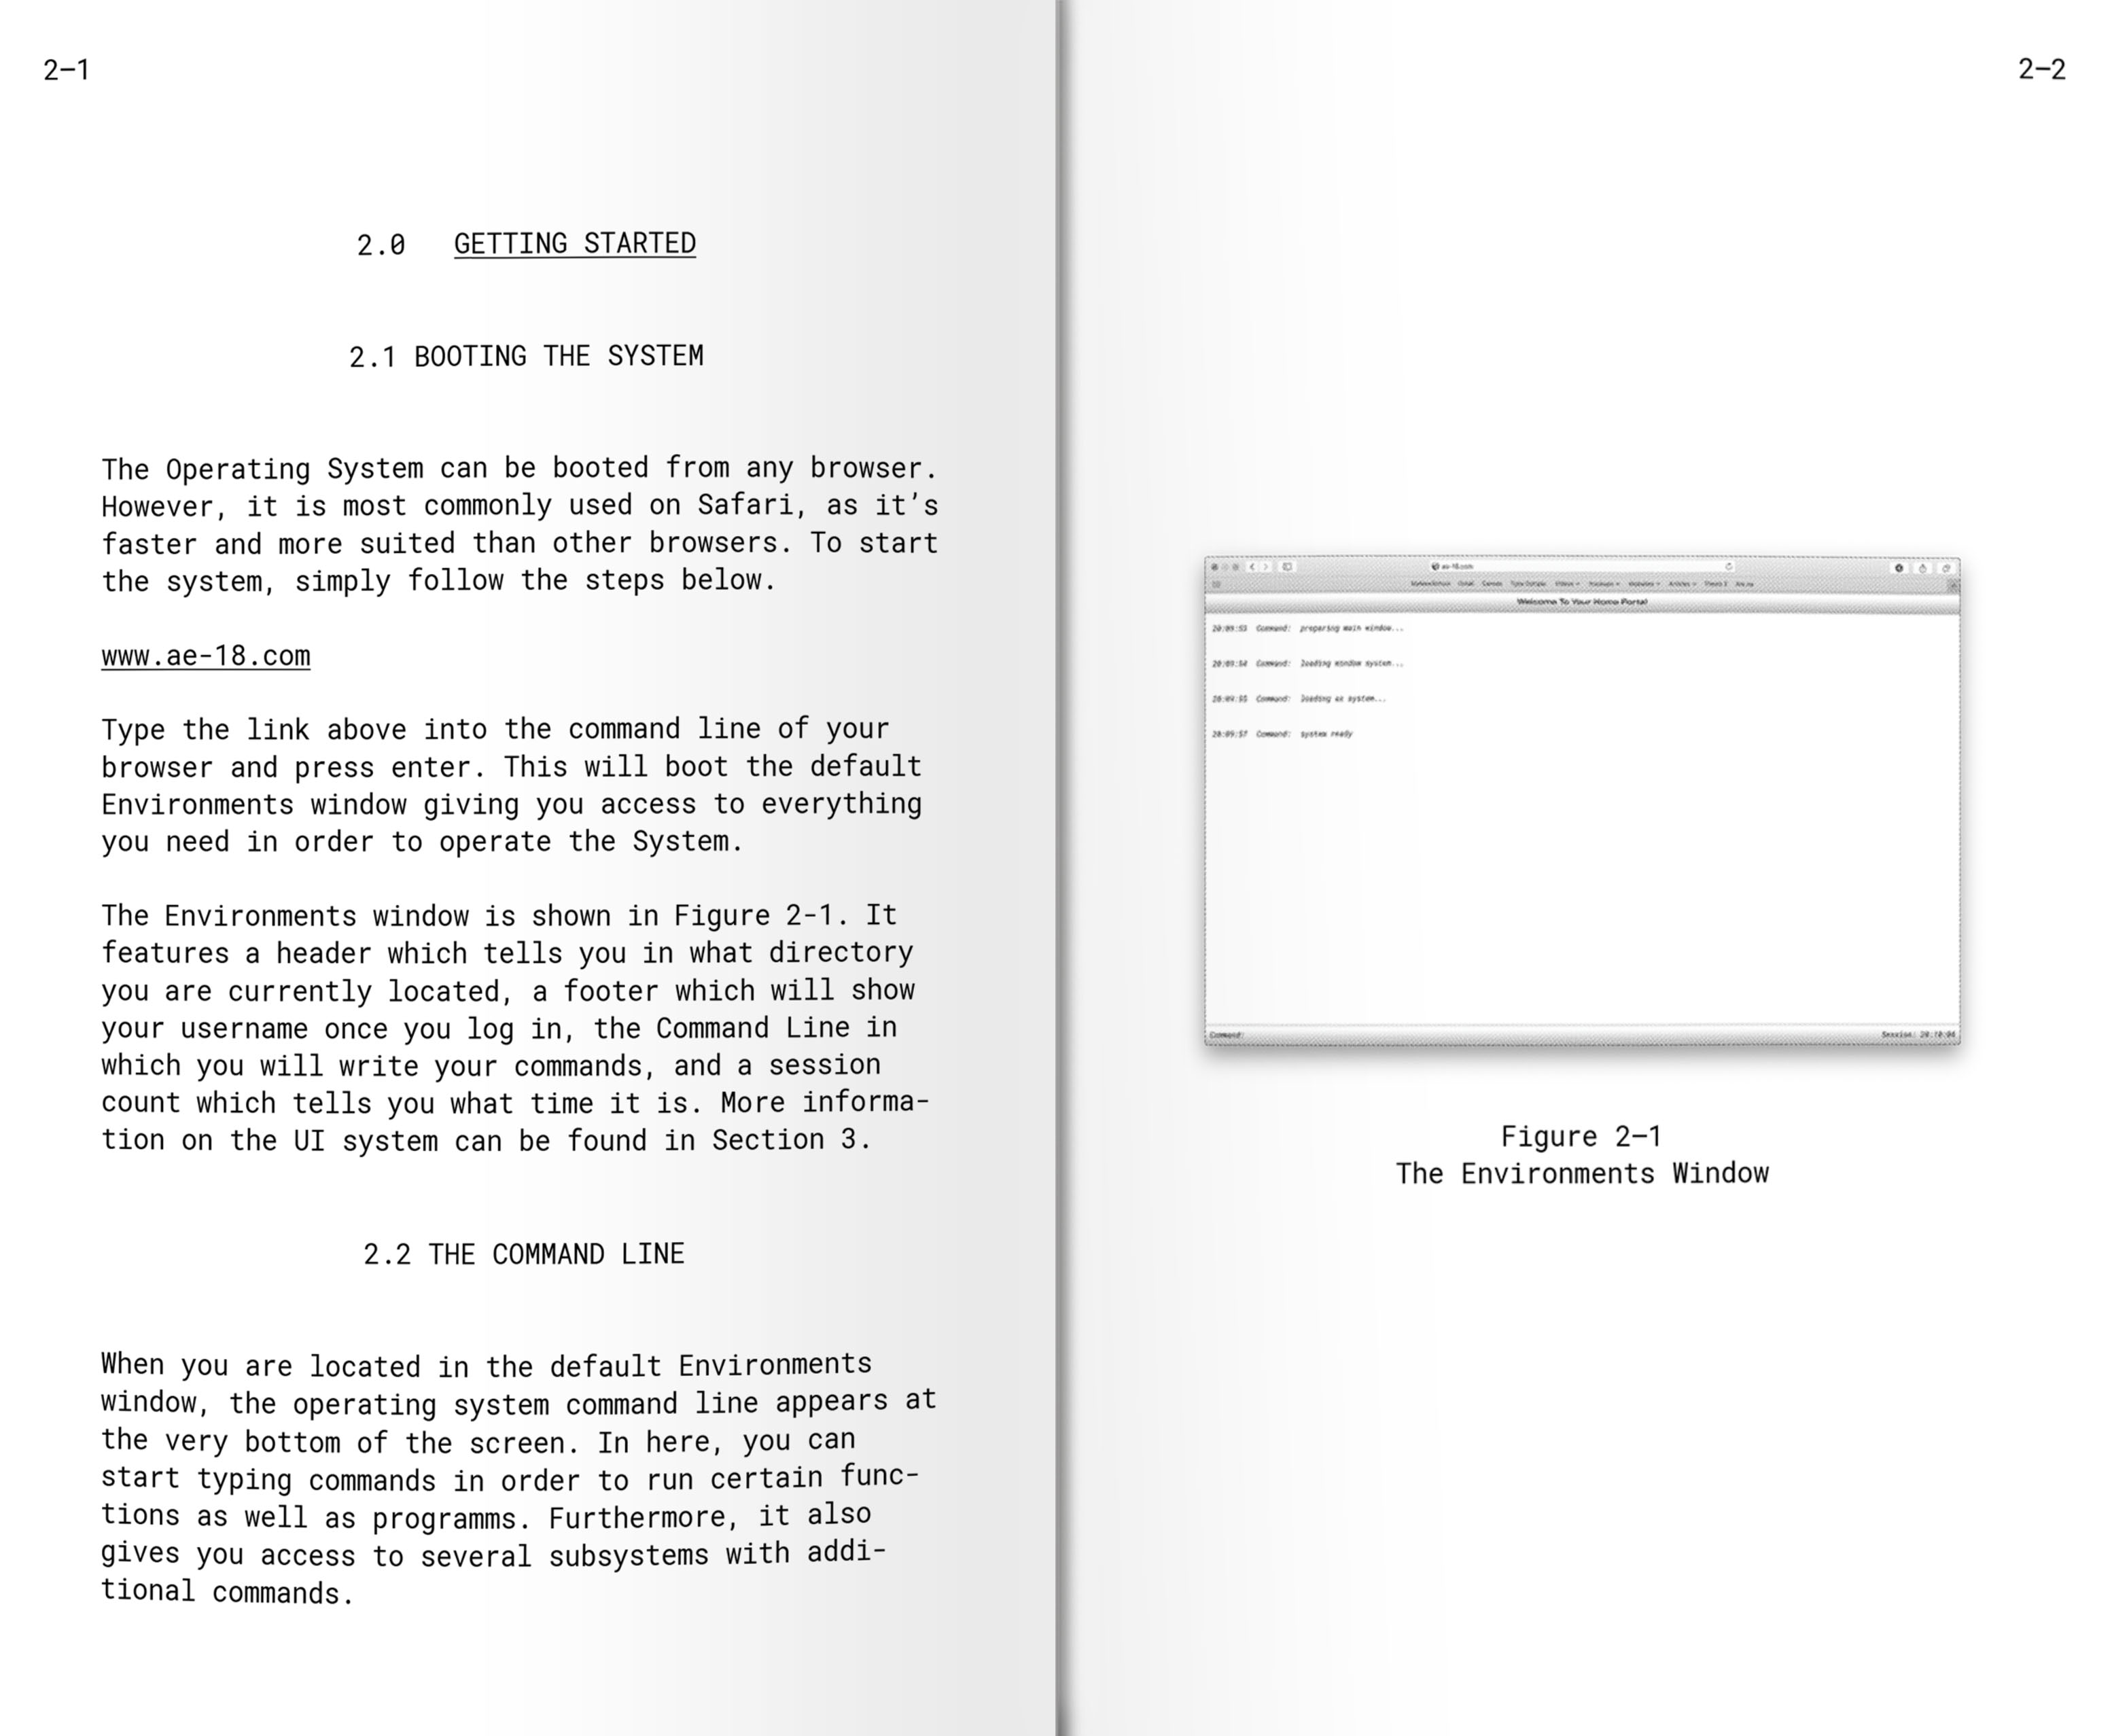 2–1
2.0 GETTING STARTED
2.1 BOOTING THE SYSTEM
The Operating System can be booted from any browser.
However, it is most commonly used on Safari, as it’s
faster and more suited than other browsers. To start
the system, simply follow the steps below.
www.ae-18.com
Type the link above into the command line of your
browser and press enter. This will boot the default
Environments window giving you access to everything
you need in order to operate the System.
The Environments window is shown in Figure 2-1. It
features a header which tells you in what directory
you are currently located, a footer which will show
your username once you log in, the Command Line in
which you will write your commands, and a session
count which tells you what time it is. More informa-
tion on the UI system can be found in Section 3.
2.2 THE COMMAND LINE
When you are located in the default Environments
window, the operating system command line appears at
the very bottom of the screen. In here, you can
start typing commands in order to run certain func-
tions as well as programms. Furthermore, it also
gives you access to several subsystems with addi-
tional commands.
2–2
ae-18.com
Welcome To Your Home Portal
20:09:53 Command: preparing main window...
Command: loading window system...
Command: loading ae system...
20:09:57 Command: system ready
Command:
Session:
Figure 2–1
The Environments Window